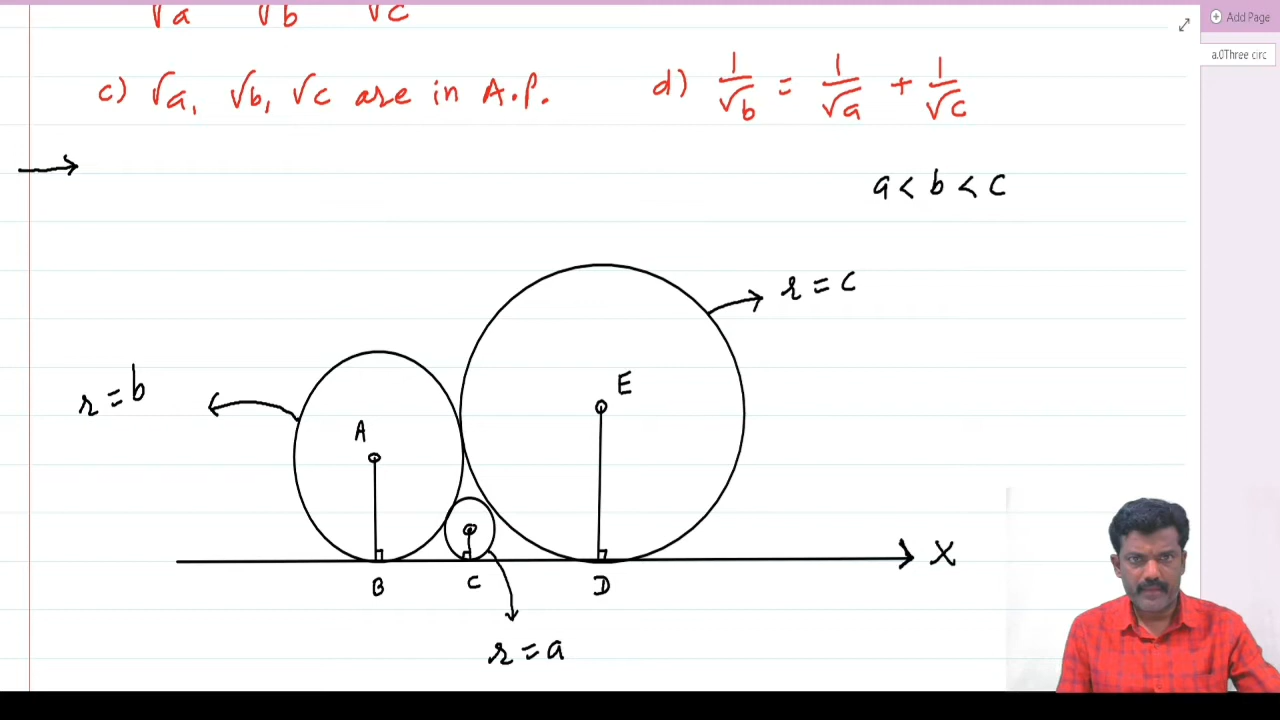 √a √b √c
c) √a, √b, √c are in A.P. d) 1/√b = 1/√a + 1/√c
a < b < c
r = c
r = b
E
A
X
B C D
r = a
Add Page
a.0Three circ